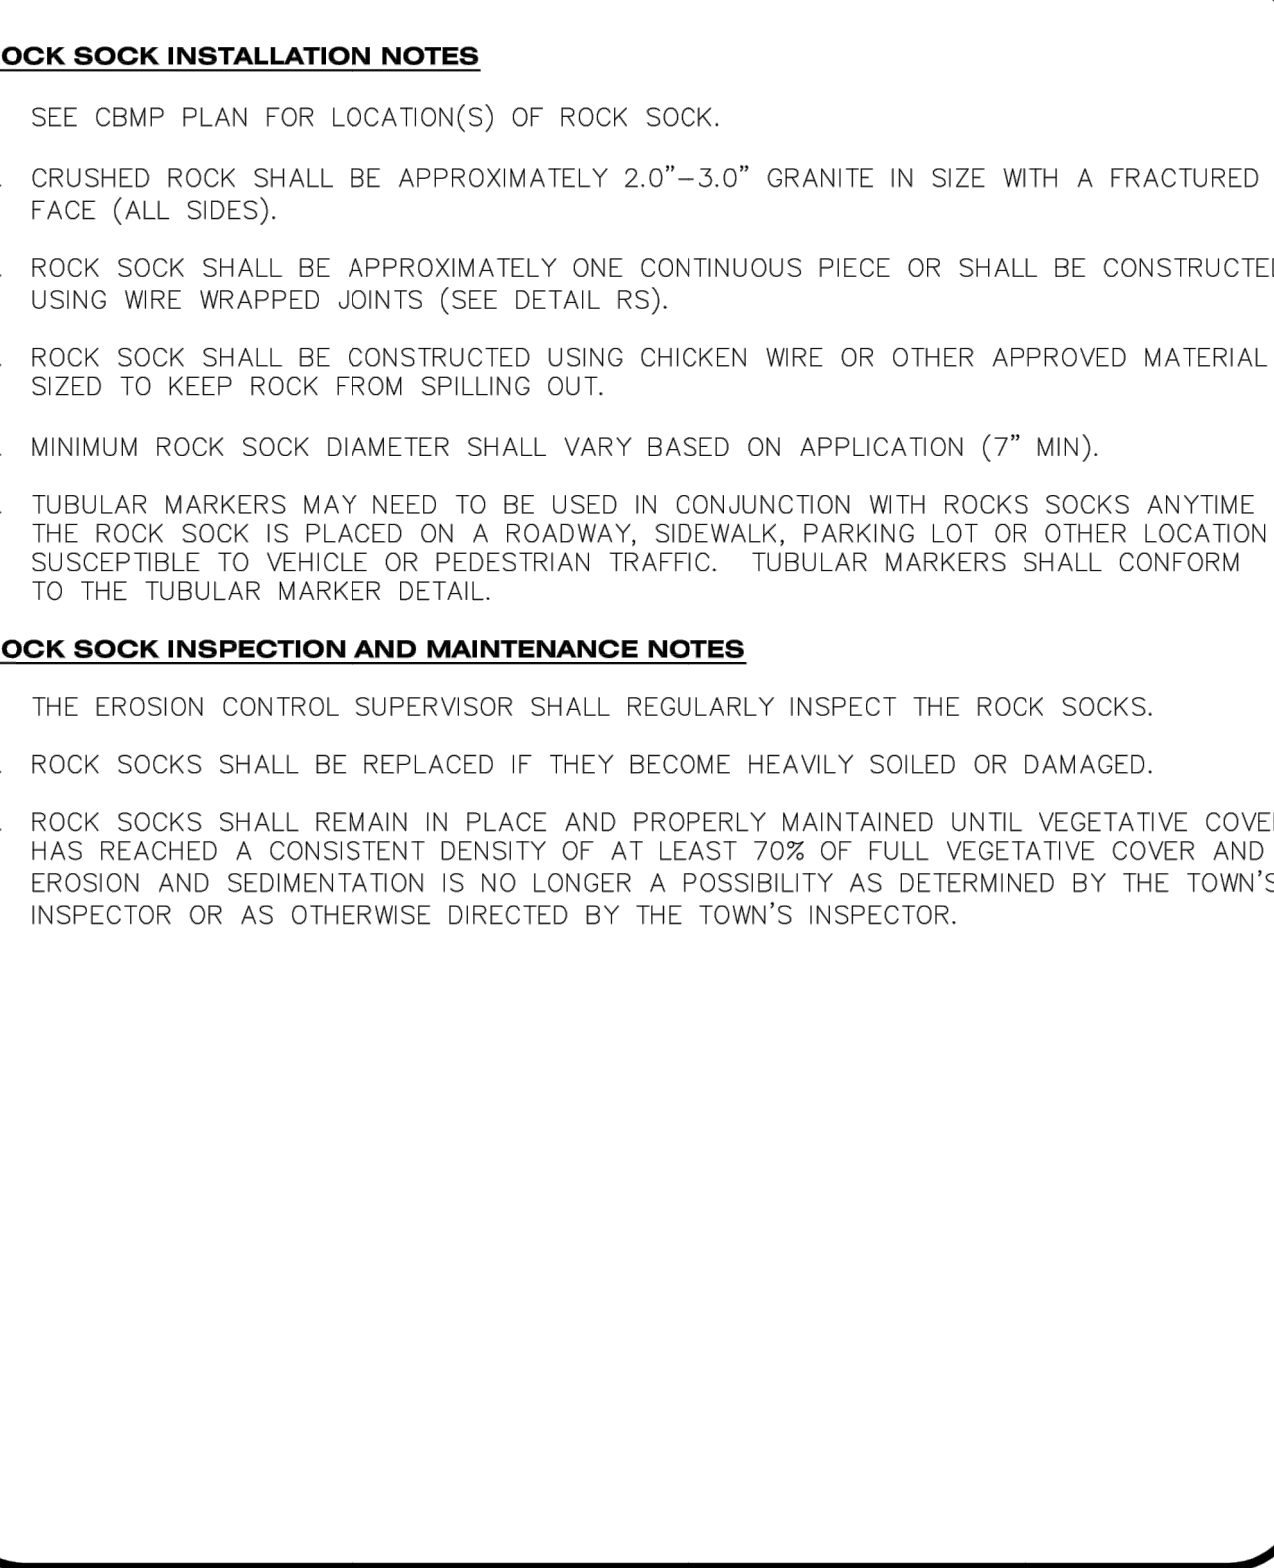 OCK SOCK INSTALLATION NOTES
SEE CBMP PLAN FOR LOCATION(S) OF ROCK SOCK.
. CRUSHED ROCK SHALL BE APPROXIMATELY 2.0"–3.0" GRANITE IN SIZE WITH A FRACTURED
FACE (ALL SIDES).
. ROCK SOCK SHALL BE APPROXIMATELY ONE CONTINUOUS PIECE OR SHALL BE CONSTRUCTED
USING WIRE WRAPPED JOINTS (SEE DETAIL RS).
. ROCK SOCK SHALL BE CONSTRUCTED USING CHICKEN WIRE OR OTHER APPROVED MATERIAL
SIZED TO KEEP ROCK FROM SPILLING OUT.
. MINIMUM ROCK SOCK DIAMETER SHALL VARY BASED ON APPLICATION (7" MIN).
. TUBULAR MARKERS MAY NEED TO BE USED IN CONJUNCTION WITH ROCKS SOCKS ANYTIME
THE ROCK SOCK IS PLACED ON A ROADWAY, SIDEWALK, PARKING LOT OR OTHER LOCATION
SUSCEPTIBLE TO VEHICLE OR PEDESTRIAN TRAFFIC. TUBULAR MARKERS SHALL CONFORM
TO THE TUBULAR MARKER DETAIL.
OCK SOCK INSPECTION AND MAINTENANCE NOTES
THE EROSION CONTROL SUPERVISOR SHALL REGULARLY INSPECT THE ROCK SOCKS.
. ROCK SOCKS SHALL BE REPLACED IF THEY BECOME HEAVILY SOILED OR DAMAGED.
. ROCK SOCKS SHALL REMAIN IN PLACE AND PROPERLY MAINTAINED UNTIL VEGETATIVE COVER
HAS REACHED A CONSISTENT DENSITY OF AT LEAST 70% OF FULL VEGETATIVE COVER AND
EROSION AND SEDIMENTATION IS NO LONGER A POSSIBILITY AS DETERMINED BY THE TOWN'S
INSPECTOR OR AS OTHERWISE DIRECTED BY THE TOWN'S INSPECTOR.